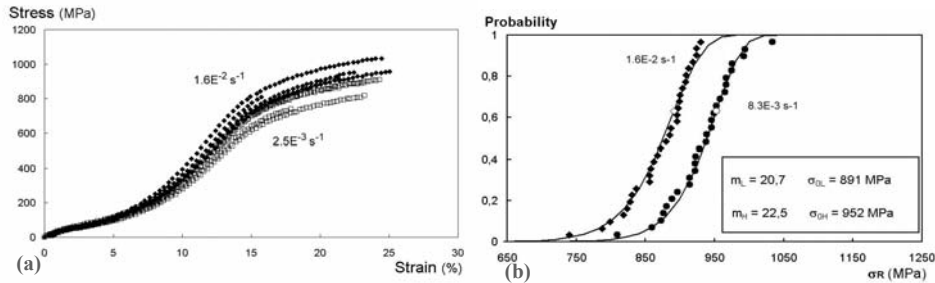 Stress (MPa)
1200
1000
800
600
400
200
0
1.6E⁻² s⁻¹
2.5E⁻³ s⁻¹
0 5 10 15 20 25 30
(a)
Strain (%)
Probability
1
0,8
0,6
0,4
0,2
0
1.6E-2 s-1
8.3E-3 s-1
mL = 20,7 σ0L = 891 MPa
mH = 22,5 σ0H = 952 MPa
650 750 850 950 1050 1150 1250
(b)
σR (MPa)